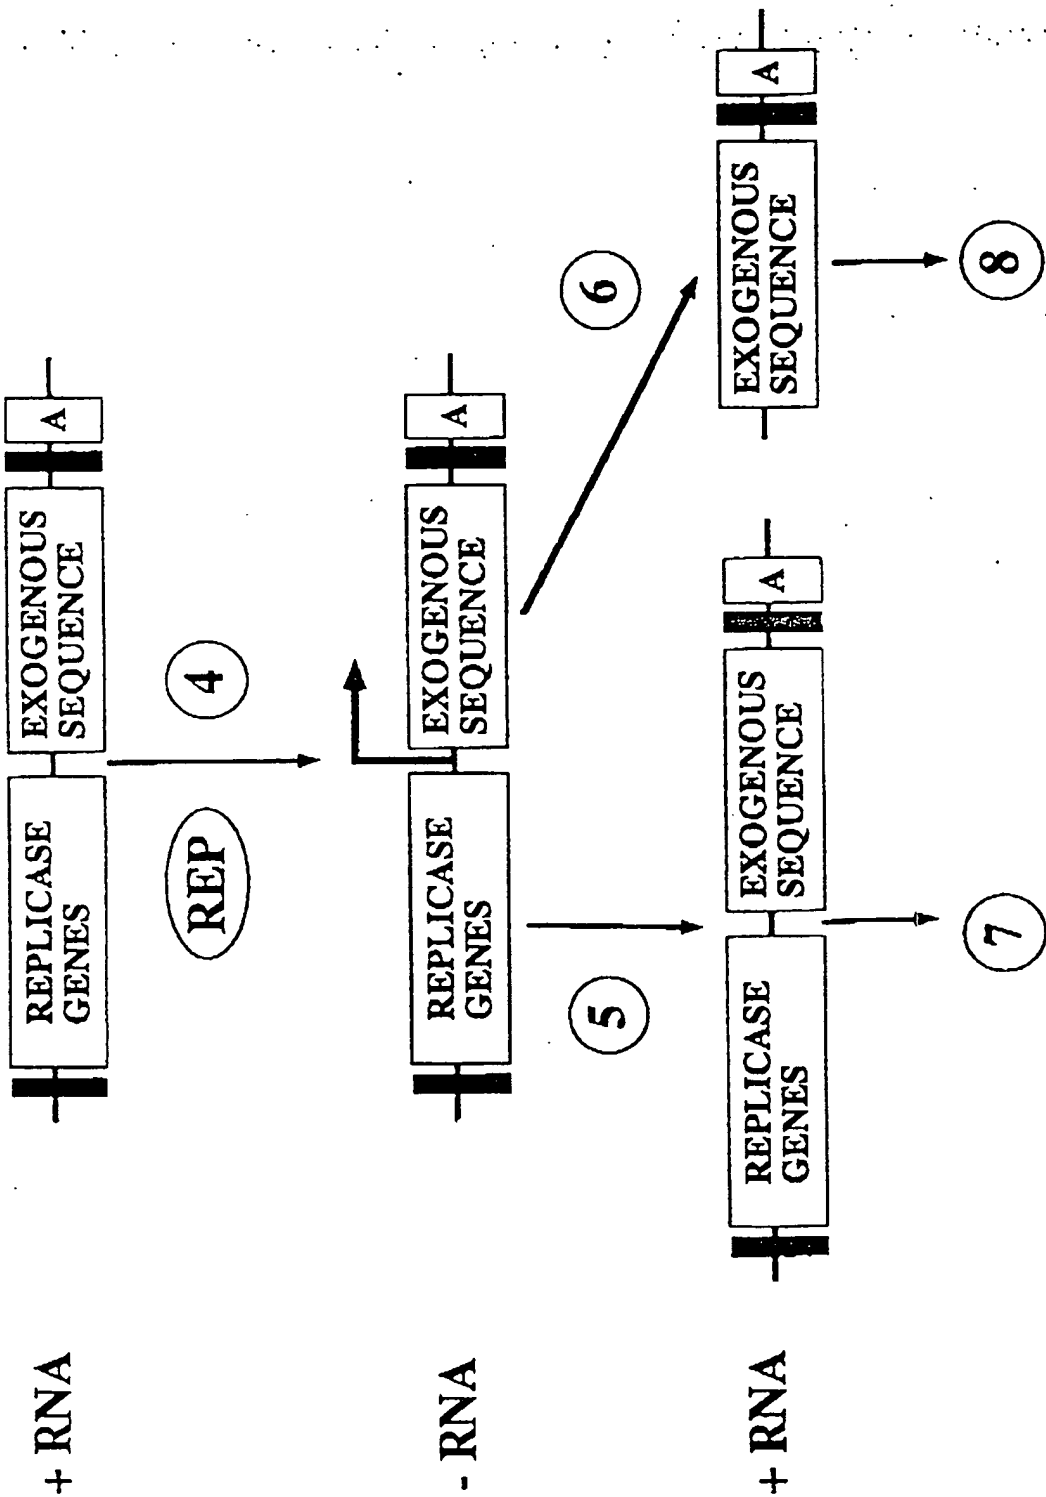 + RNA
REPLICASE
GENES
EXOGENOUS
SEQUENCE
A
REP
4
- RNA
REPLICASE
GENES
EXOGENOUS
SEQUENCE
A
5
6
+ RNA
REPLICASE
GENES
EXOGENOUS
SEQUENCE
A
EXOGENOUS
SEQUENCE
A
7
8